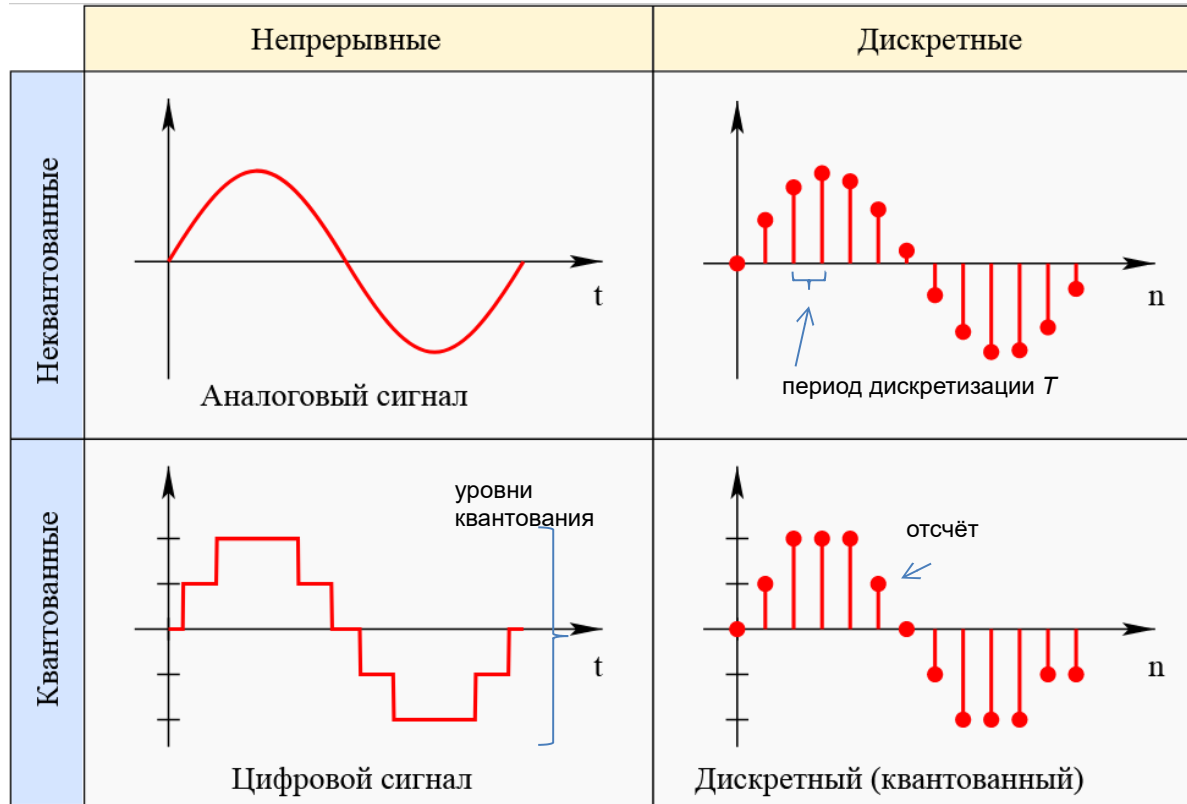 Непрерывные
Дискретные
Неквантованные
t
Аналоговый сигнал
n
период дискретизации T
Квантованные
уровни
квантования
t
Цифровой сигнал
отсчёт
n
Дискретный (квантованный)